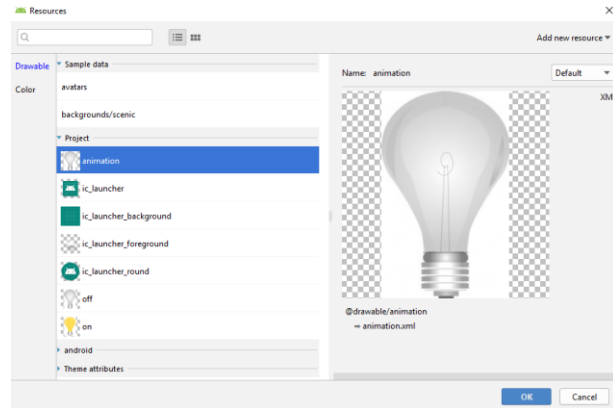 Resources
Add new resource
Drawable
Color
Sample data
avatars
backgrounds/scenic
Project
animation
ic_launcher
ic_launcher_background
ic_launcher_foreground
ic_launcher_round
off
on
android
Theme attributes
Name: animation
Default
XM
@drawable/animation
⇒ animation.xml
OK
Cancel